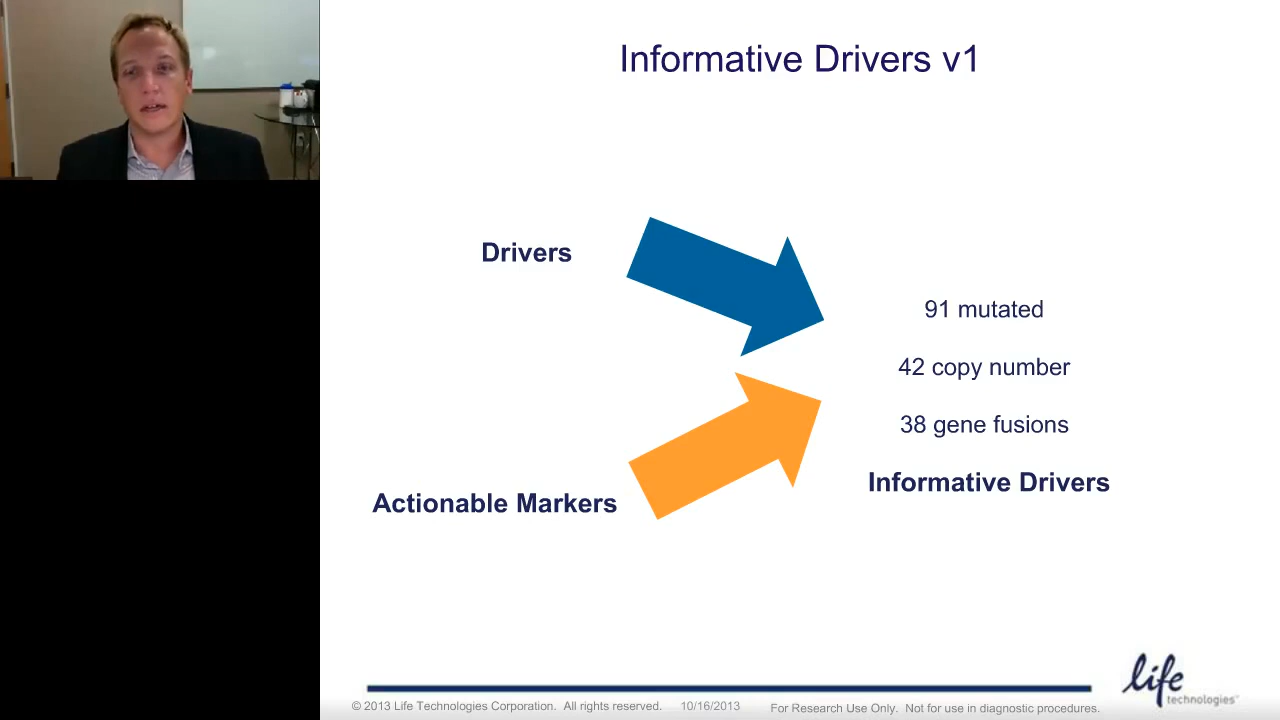 Informative Drivers v1
Drivers
91 mutated
42 copy number
38 gene fusions
Informative Drivers
Actionable Markers
life
technologies™
© 2013 Life Technologies Corporation. All rights reserved. 10/16/2013 For Research Use Only. Not for use in diagnostic procedures.